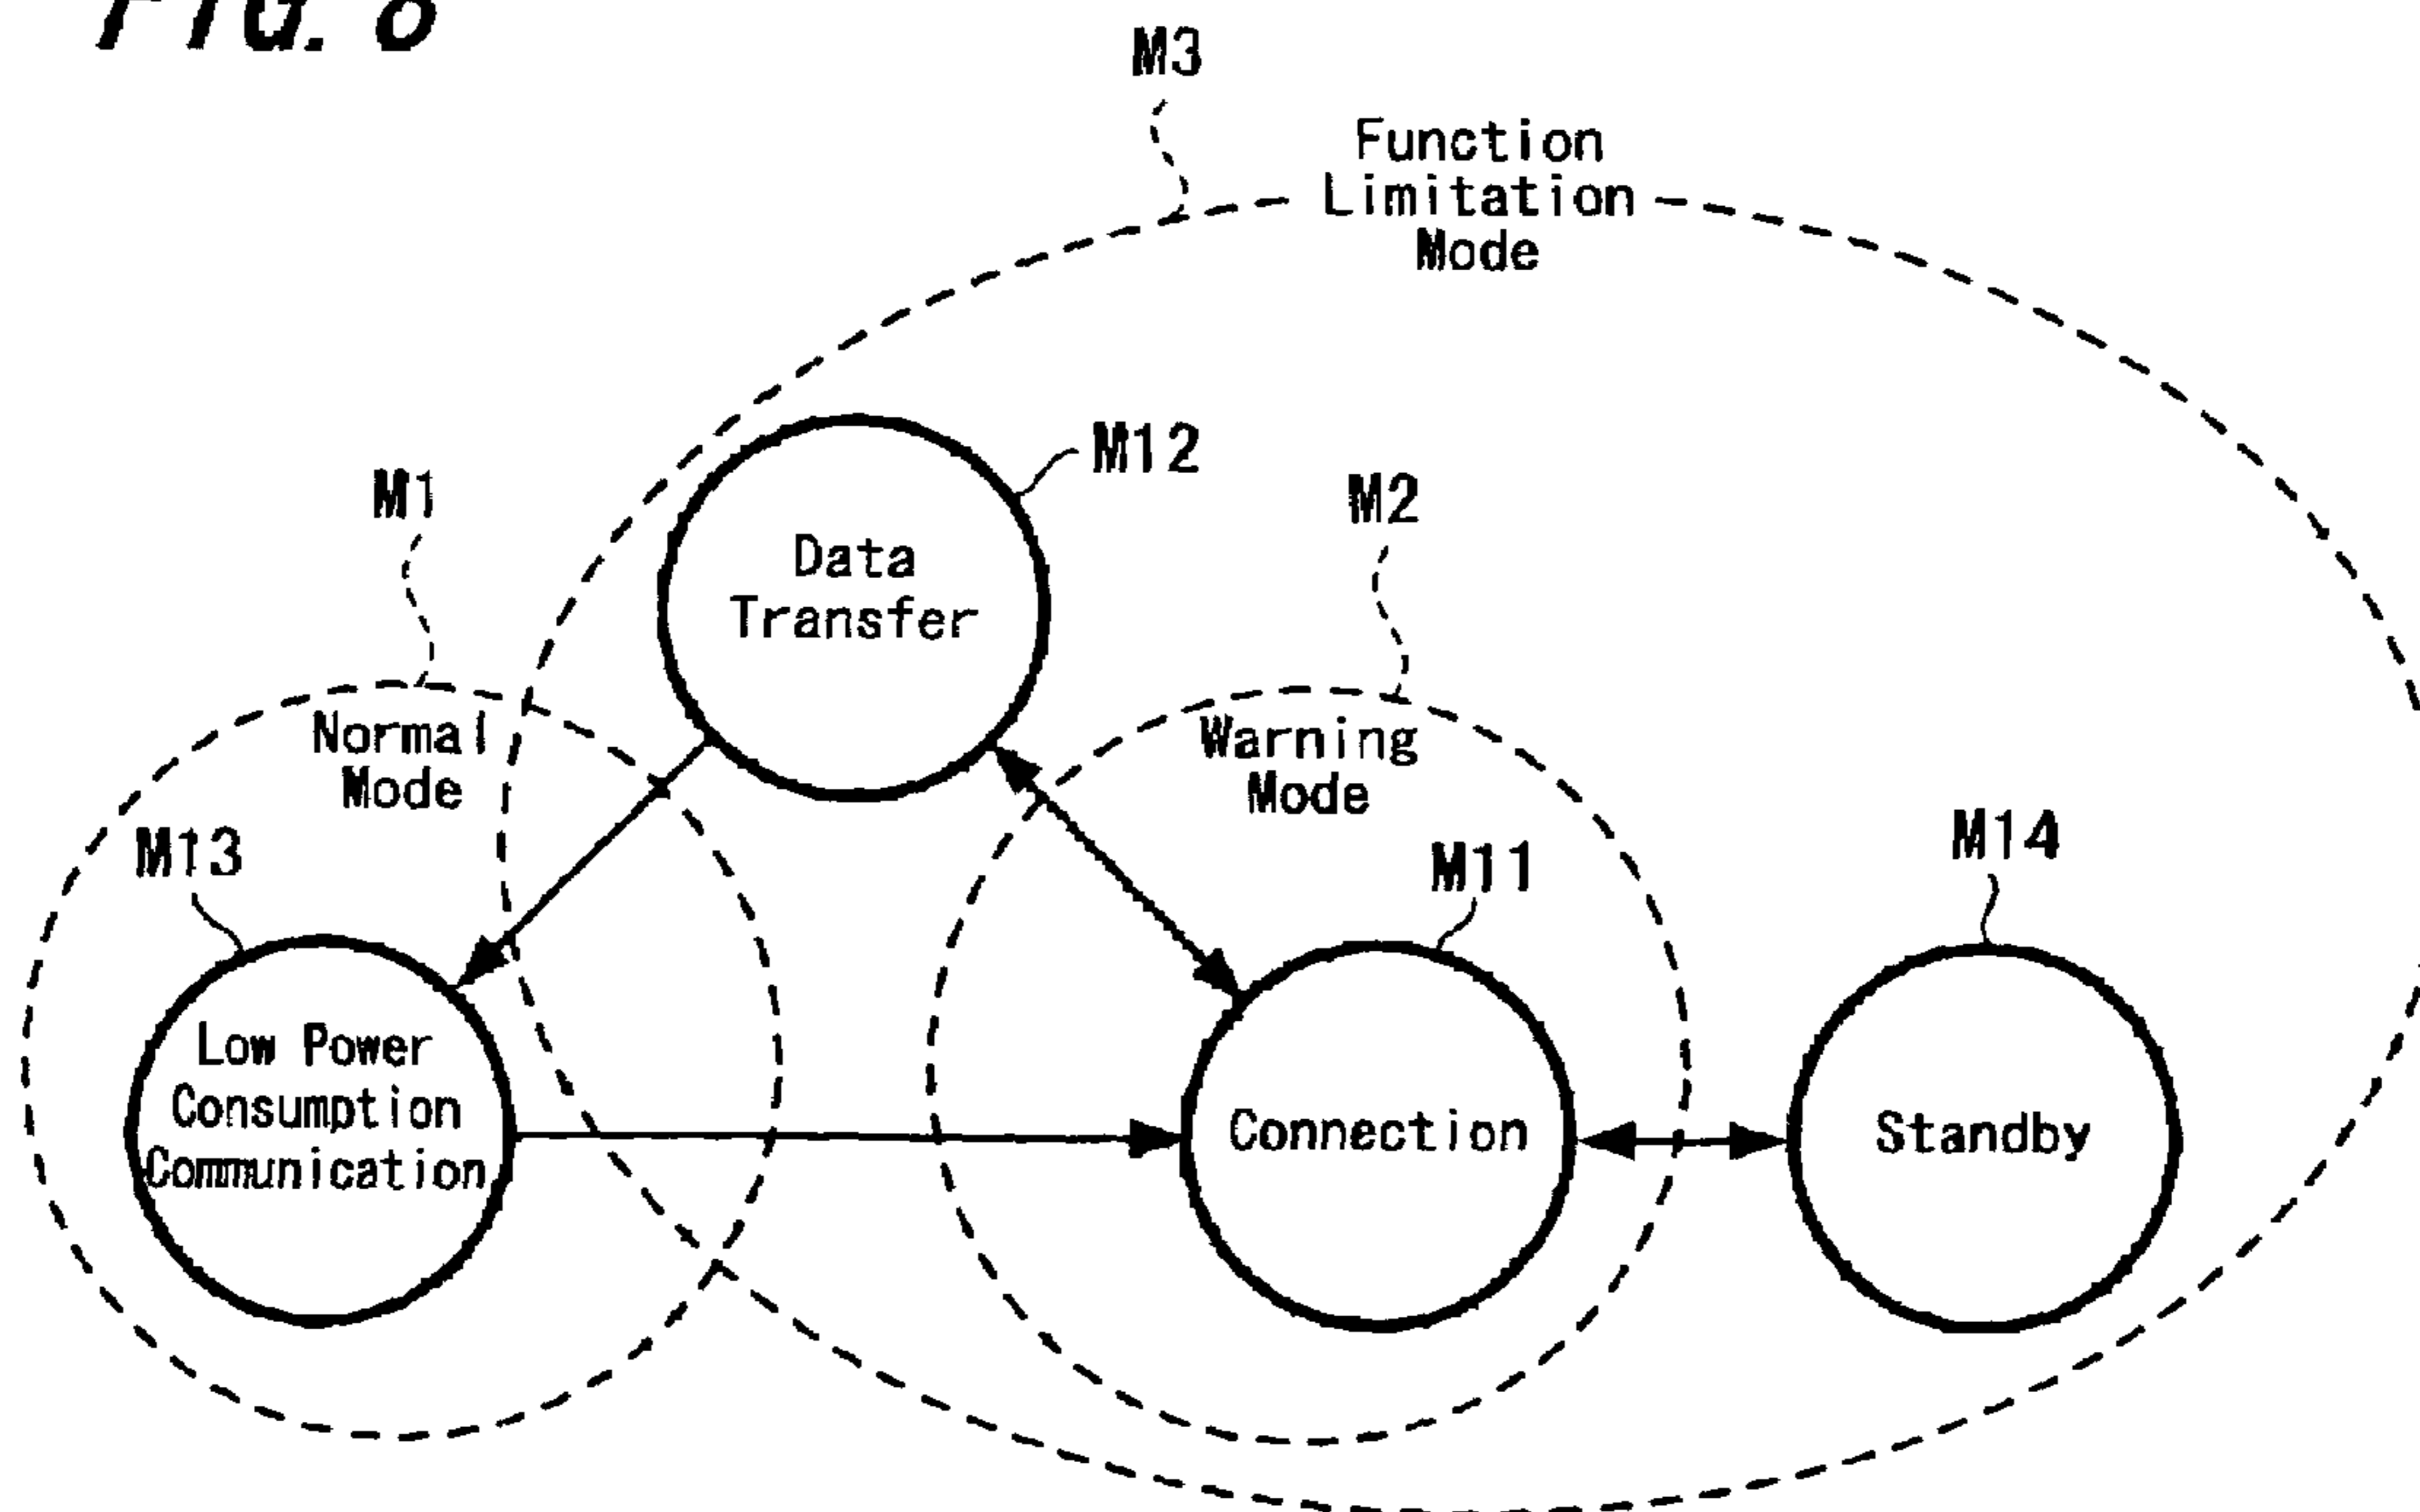 FIG. 8
M3
Function
Limitation
Mode
M12
M1
M2
Data
Transfer
Normal
Mode
Warning
Mode
M13
M11
M14
Low Power
Consumption
Communication
Connection
Standby